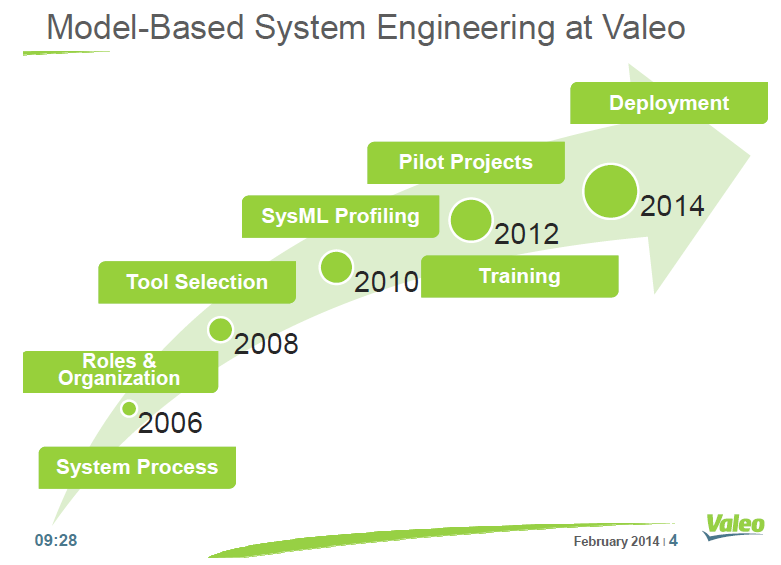 Model-Based System Engineering at Valeo
Deployment
Pilot Projects
2014
SysML Profiling
2012
Tool Selection
2010
Training
2008
Roles &
Organization
2006
System Process
09:28
February 2014 | 4
Valeo